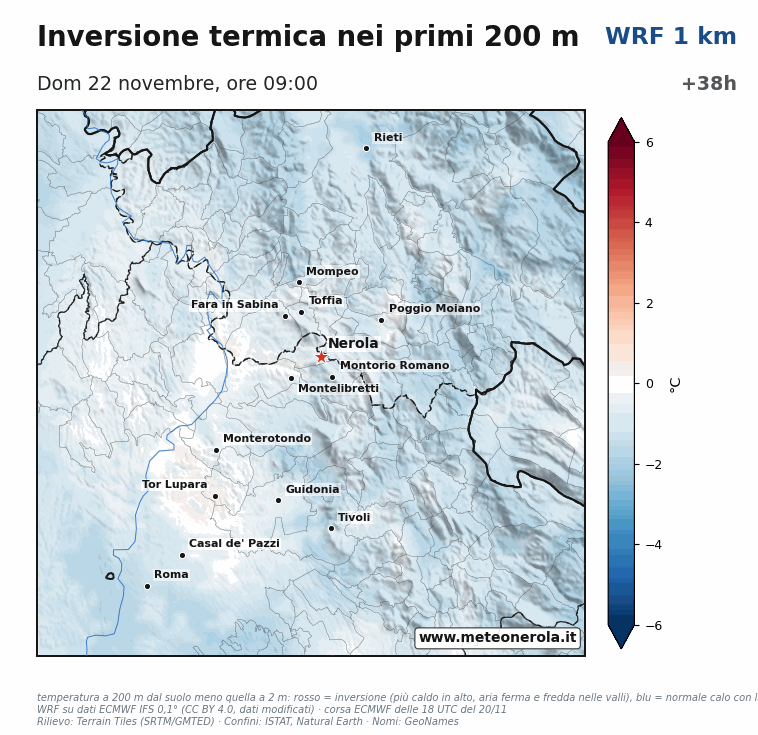 Inversione termica nei primi 200 m WRF 1 km
Dom 22 novembre, ore 09:00 +38h
Rieti
Mompeo
Toffia
Fara in Sabina
Poggio Moiano
Nerola
Montorio Romano
Montelibretti
Monterotondo
Tor Lupara
Guidonia
Tivoli
Casal de' Pazzi
Roma
www.meteonerola.it
6
4
2
0
−2
−4
−6
°C
temperatura a 200 m dal suolo meno quella a 2 m: rosso = inversione (più caldo in alto, aria ferma e fredda nelle valli), blu = normale calo con l
WRF su dati ECMWF IFS 0,1° (CC BY 4.0, dati modificati) · corsa ECMWF delle 18 UTC del 20/11
Rilievo: Terrain Tiles (SRTM/GMTED) · Confini: ISTAT, Natural Earth · Nomi: GeoNames